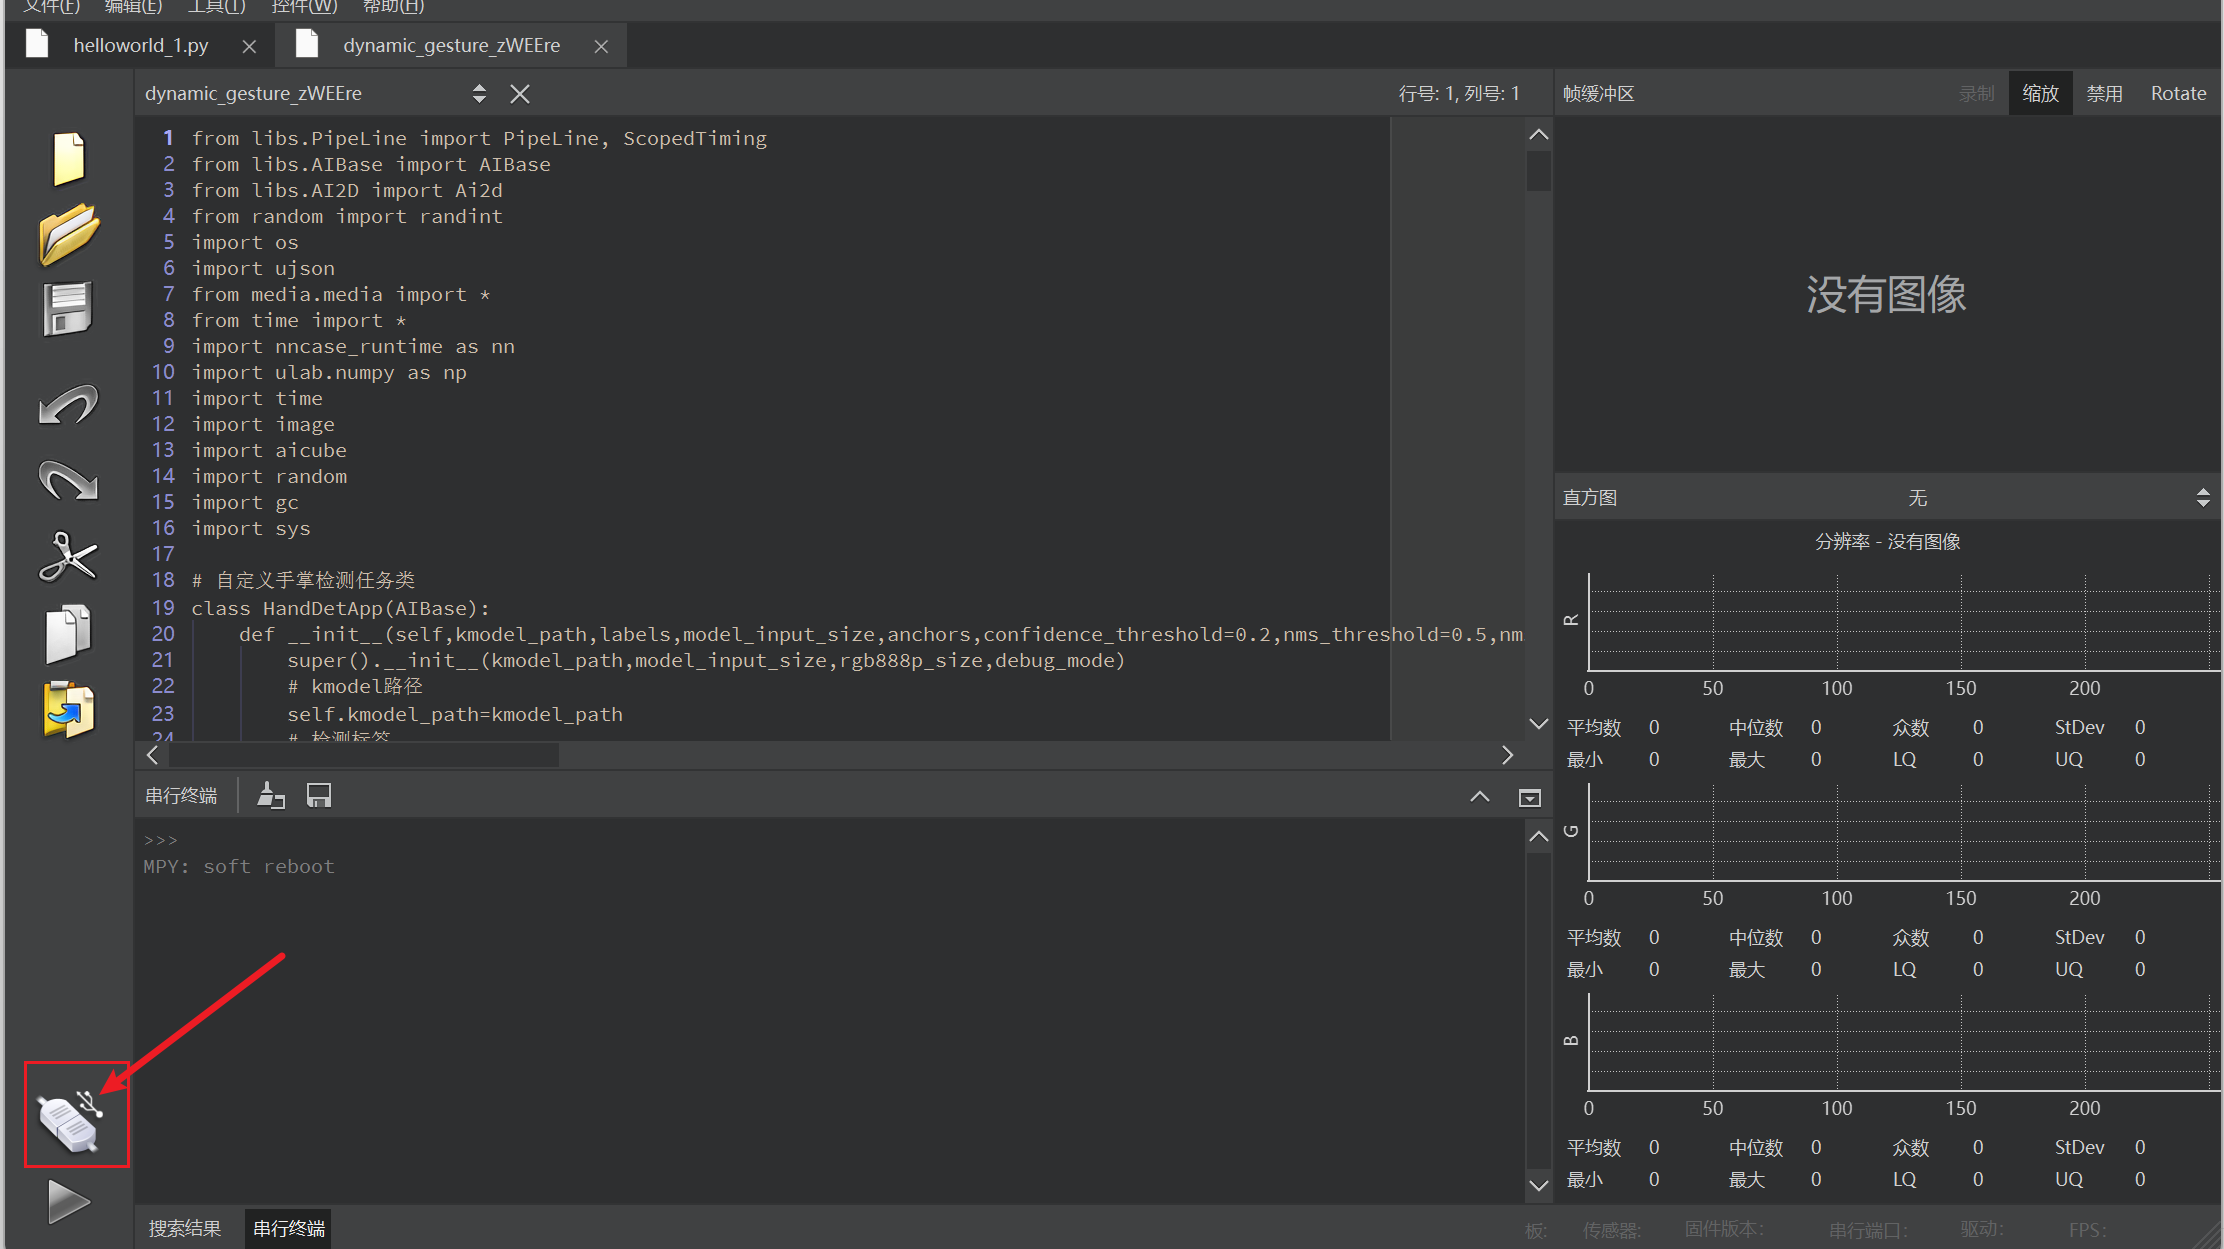 文件(F) 编辑(E) 工具(T) 控件(W) 帮助(H)
helloworld_1.py
dynamic_gesture_zWEEre
dynamic_gesture_zWEEre
行号: 1, 列号: 1
1 from libs.PipeLine import PipeLine, ScopedTiming
2 from libs.AIBase import AIBase
3 from libs.AI2D import Ai2d
4 from random import randint
5 import os
6 import ujson
7 from media.media import *
8 from time import *
9 import nncase_runtime as nn
10 import ulab.numpy as np
11 import time
12 import image
13 import aicube
14 import random
15 import gc
16 import sys
17
18 # 自定义手掌检测任务类
19 class HandDetApp(AIBase):
20 def __init__(self,kmodel_path,labels,model_input_size,anchors,confidence_threshold=0.2,nms_threshold=0.5,nm
21 super().__init__(kmodel_path,model_input_size,rgb888p_size,debug_mode)
22 # kmodel路径
23 self.kmodel_path=kmodel_path
24 # 检测标签
串行终端
>>>
MPY: soft reboot
搜索结果 串行终端
帧缓冲区 录制 缩放 禁用 Rotate
没有图像
直方图 无
分辨率 - 没有图像
R
0 50 100 150 200
平均数 0 中位数 0 众数 0 StDev 0
最小 0 最大 0 LQ 0 UQ 0
G
0 50 100 150 200
平均数 0 中位数 0 众数 0 StDev 0
最小 0 最大 0 LQ 0 UQ 0
B
0 50 100 150 200
平均数 0 中位数 0 众数 0 StDev 0
最小 0 最大 0 LQ 0 UQ 0
板: 传感器: 固件版本: 串行端口: 驱动: FPS: